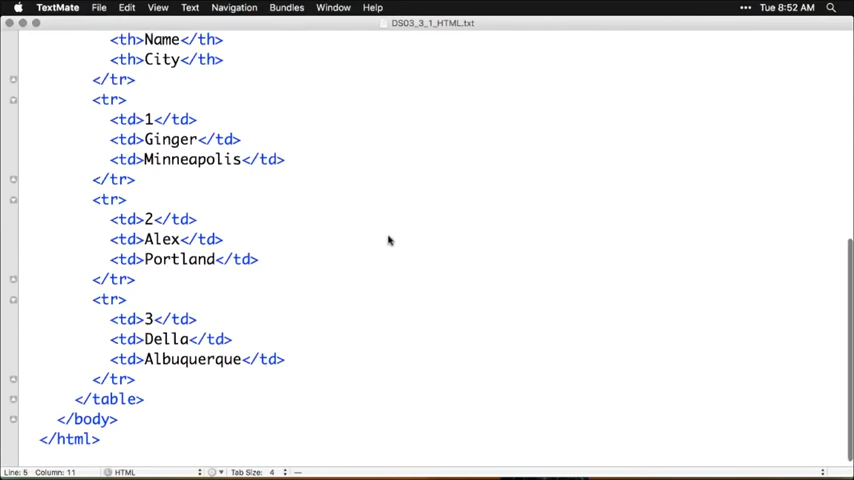 TextMate File Edit View Text Navigation Bundles Window Help ••• Tue 8:52 AM
DS03_3_1_HTML.txt
<th>Name</th>
<th>City</th>
</tr>
<tr>
<td>1</td>
<td>Ginger</td>
<td>Minneapolis</td>
</tr>
<tr>
<td>2</td>
<td>Alex</td>
<td>Portland</td>
</tr>
<tr>
<td>3</td>
<td>Della</td>
<td>Albuquerque</td>
</tr>
</table>
</body>
</html>
Line: 5 Column: 11 HTML Tab Size: 4 —